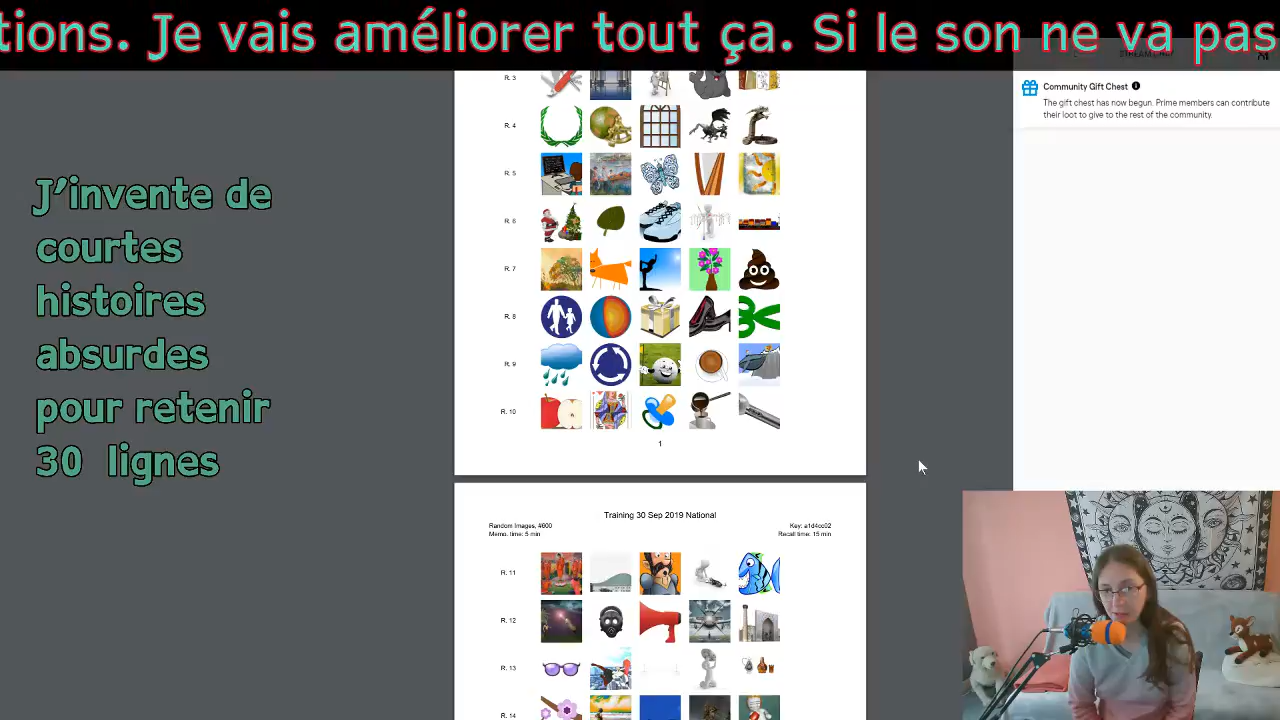 tions. Je vais améliorer tout ça. Si le son ne va pas
Community Gift Chest
The gift chest has now begun. Prime members can contribute
their loot to give to the rest of the community.
J'invente de
courtes
histoires
absurdes
pour retenir
30 lignes
R. 3
R. 4
R. 5
R. 6
R. 7
R. 8
R. 9
R. 10
1
Training 30 Sep 2019 National
Random Images, #600
Key: a1d4cc02
Memo. time: 5 min
Recall time: 15 min
R. 11
R. 12
R. 13
R. 14